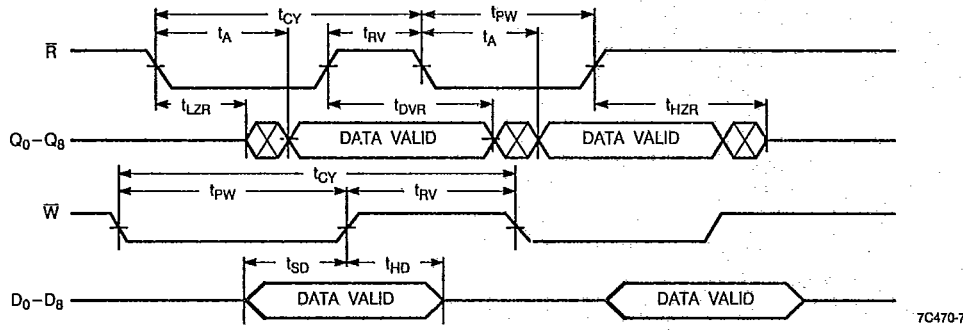 tCY tPW
tA tRV tA
R̅
tLZR tDVR tHZR
Q0–Q8 DATA VALID DATA VALID
tCY
tPW tRV
W̅
tSD tHD
D0–D8 DATA VALID DATA VALID
7C470-7